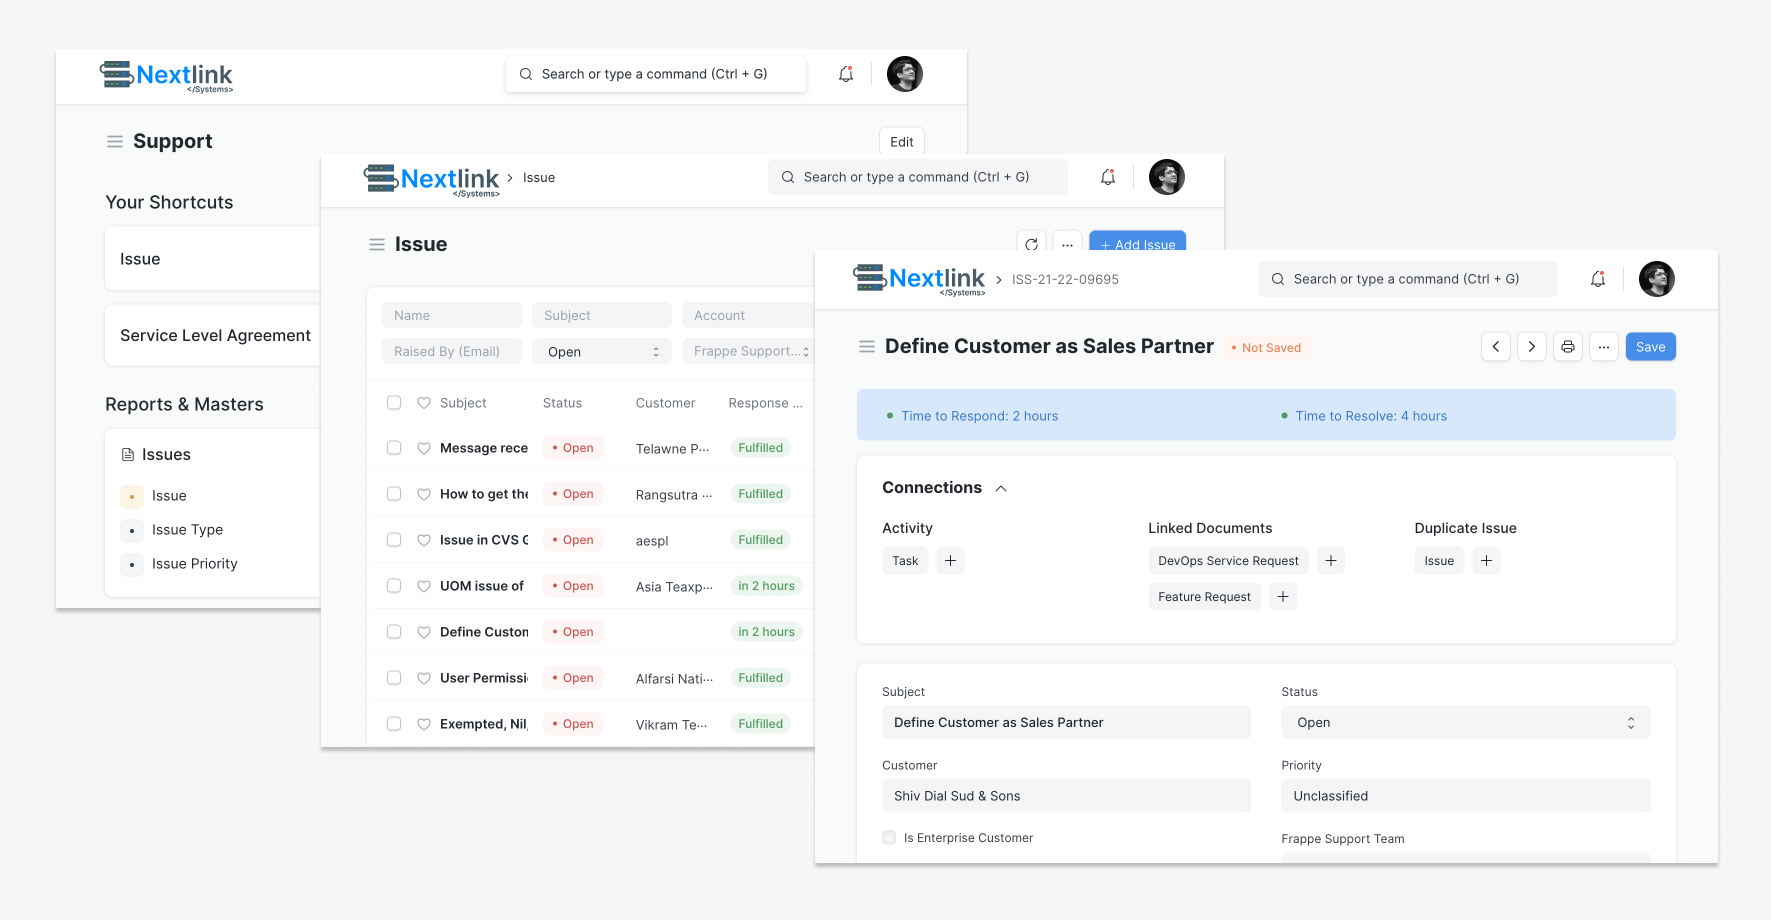 Nextlink
</Systems>
Search or type a command (Ctrl + G)
Support
Edit
Your Shortcuts
Issue
Service Level Agreement
Reports & Masters
Issues
Issue
Issue Type
Issue Priority
Nextlink
</Systems>
Issue
Search or type a command (Ctrl + G)
Issue
+ Add Issue
Name Subject Account
Raised By (Email) Open Frappe Support...
Subject Status Customer Response ...
Message rece Open Telawne P... Fulfilled
How to get the Open Rangsutra ... Fulfilled
Issue in CVS G Open aespl Fulfilled
UOM issue of Open Asia Teaxp... in 2 hours
Define Custon Open in 2 hours
User Permissi Open Alfarsi Nati... Fulfilled
Exempted, Nil, Open Vikram Te... Fulfilled
Nextlink
</Systems>
ISS-21-22-09695
Search or type a command (Ctrl + G)
Define Customer as Sales Partner
Not Saved
Save
Time to Respond: 2 hours
Time to Resolve: 4 hours
Connections
Activity Linked Documents Duplicate Issue
Task + DevOps Service Request + Issue +
Feature Request +
Subject Status
Define Customer as Sales Partner Open
Customer Priority
Shiv Dial Sud & Sons Unclassified
Is Enterprise Customer Frappe Support Team